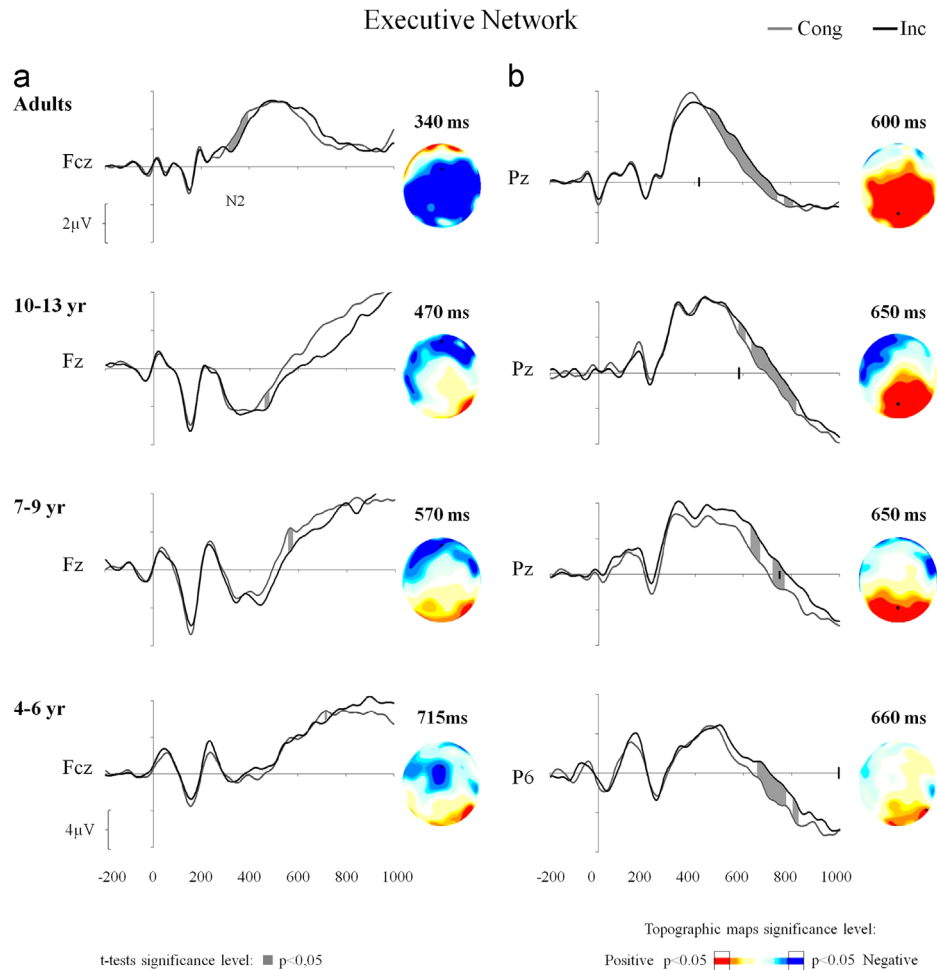 Executive Network
Cong Inc
a b
Adults
340 ms
600 ms
Fcz
Pz
N2
2µV
10-13 yr
470 ms
650 ms
Fz
Pz
7-9 yr
570 ms
650 ms
Fz
Pz
4-6 yr
715ms
660 ms
Fcz
P6
4µV
-200 0 200 400 600 800 1000
-200 0 200 400 600 800 1000
Topographic maps significance level:
t-tests significance level: p<0,05
Positive p<0.05 p<0.05 Negative